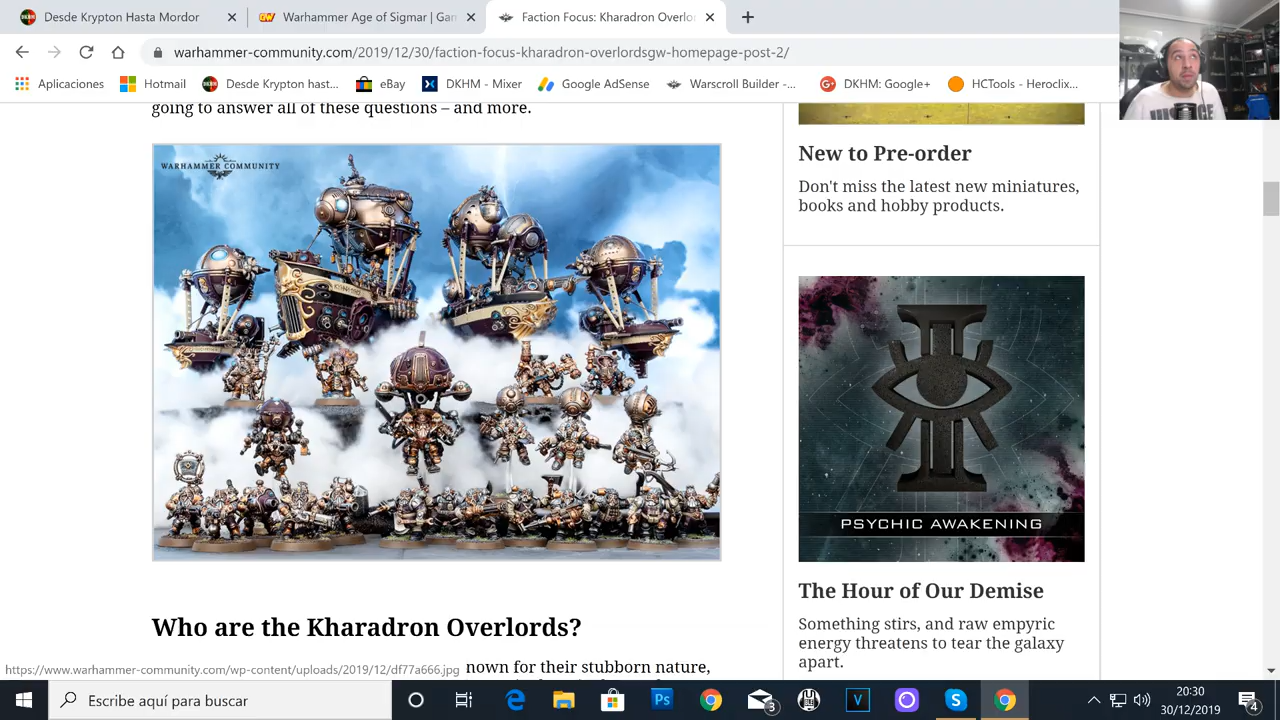 Desde Krypton Hasta Mordor
Warhammer Age of Sigmar | Gam
Faction Focus: Kharadron Overlor
warhammer-community.com/2019/12/30/faction-focus-kharadron-overlordsgw-homepage-post-2/
Aplicaciones
Hotmail
Desde Krypton hast...
eBay
DKHM - Mixer
Google AdSense
Warscroll Builder -...
DKHM: Google+
HCTools - Heroclix...
going to answer all of these questions – and more.
WARHAMMER COMMUNITY
New to Pre-order
Don't miss the latest new miniatures,
books and hobby products.
PSYCHIC AWAKENING
The Hour of Our Demise
Something stirs, and raw empyric
energy threatens to tear the galaxy
apart.
Who are the Kharadron Overlords?
nown for their stubborn nature,
https://www.warhammer-community.com/wp-content/uploads/2019/12/df77a666.jpg
Escribe aquí para buscar
3
20:30
30/12/2019
4